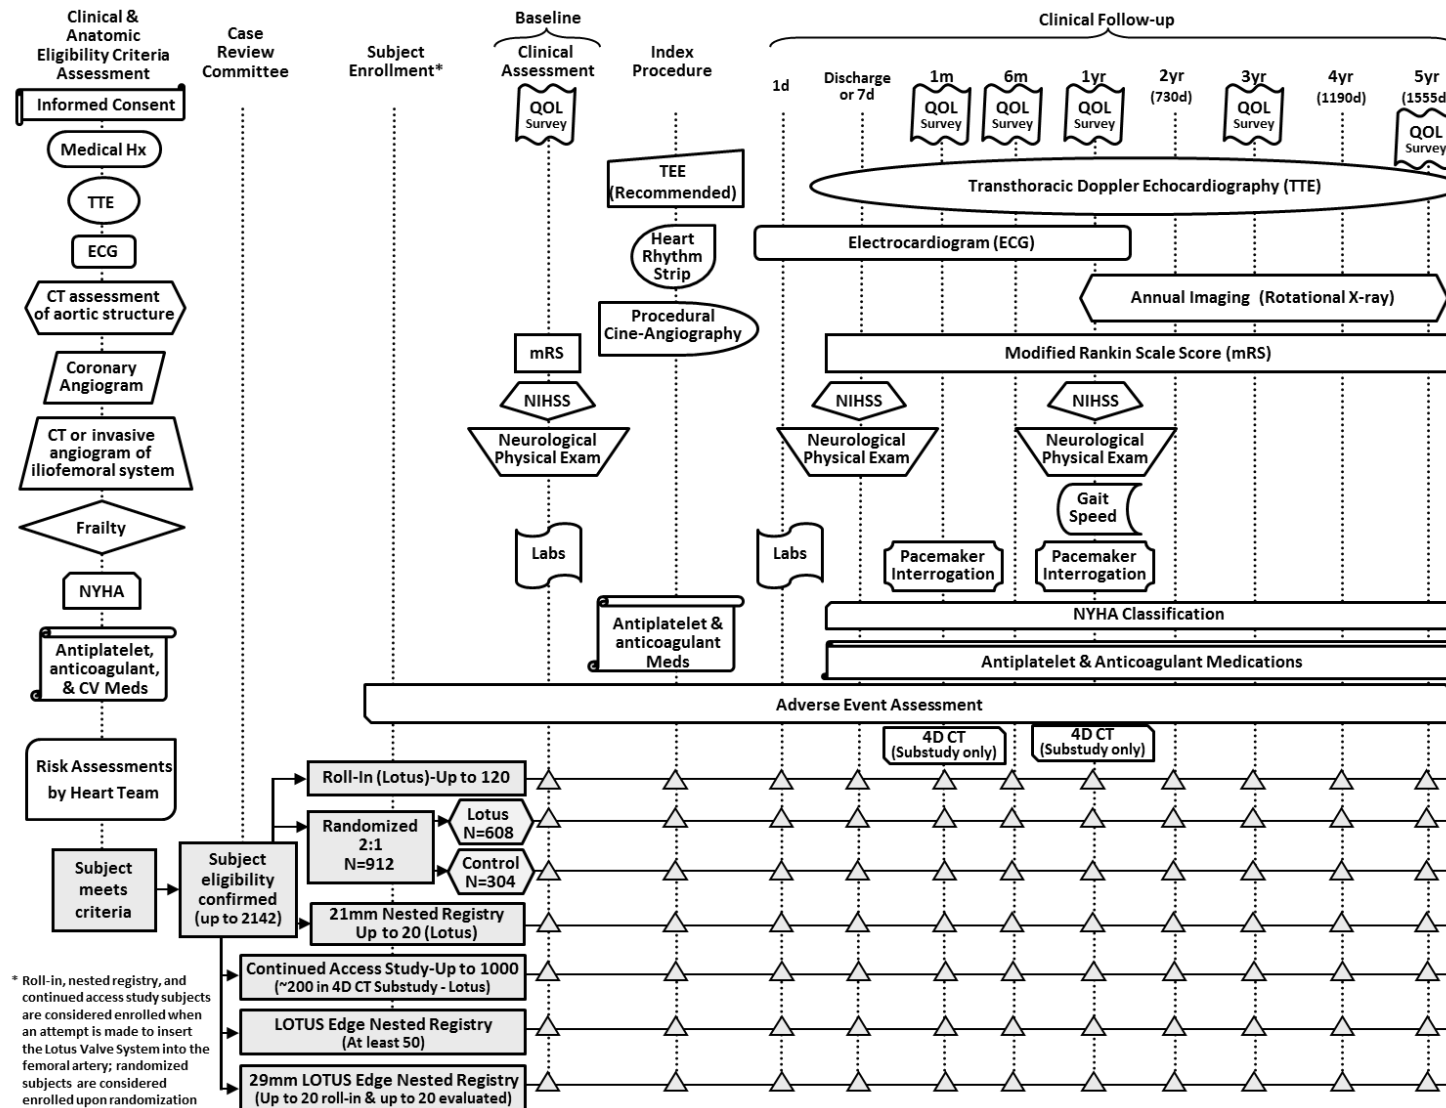 Clinical &
Anatomic
Eligibility Criteria
Assessment
Case
Review
Committee
Subject
Enrollment*
Baseline
Clinical
Assessment
Index
Procedure
Clinical Follow-up
1d
Discharge
or 7d
1m
6m
1yr
2yr
(730d)
3yr
4yr
(1190d)
5yr
(1555d
Informed Consent
Medical Hx
TTE
ECG
CT assessment
of aortic structure
Coronary
Angiogram
CT or invasive
angiogram of
iliofemoral system
Frailty
NYHA
Antiplatelet,
anticoagulant,
& CV Meds
Risk Assessments
by Heart Team
QOL
Survey
QOL
Survey
QOL
Survey
QOL
Survey
QOL
Survey
QOL
Survey
TEE
(Recommended)
Heart
Rhythm
Strip
Procedural
Cine-Angiography
Transthoracic Doppler Echocardiography (TTE)
Electrocardiogram (ECG)
Annual Imaging (Rotational X-ray)
mRS
Modified Rankin Scale Score (mRS)
NIHSS
NIHSS
NIHSS
Neurological
Physical Exam
Neurological
Physical Exam
Neurological
Physical Exam
Gait
Speed
Labs
Labs
Pacemaker
Interrogation
Pacemaker
Interrogation
Antiplatelet &
anticoagulant
Meds
NYHA Classification
Antiplatelet & Anticoagulant Medications
Adverse Event Assessment
4D CT
(Substudy only)
4D CT
(Substudy only)
Subject
meets
criteria
Subject
eligibility
confirmed
(up to 2142)
Roll-In (Lotus)-Up to 120
Randomized
2:1
N=912
Lotus
N=608
Control
N=304
21mm Nested Registry
Up to 20 (Lotus)
Continued Access Study-Up to 1000
(~200 in 4D CT Substudy - Lotus)
LOTUS Edge Nested Registry
(At least 50)
29mm LOTUS Edge Nested Registry
(Up to 20 roll-in & up to 20 evaluated)
* Roll-in, nested registry, and
continued access study subjects
are considered enrolled when
an attempt is made to insert
the Lotus Valve System into the
femoral artery; randomized
subjects are considered
enrolled upon randomization